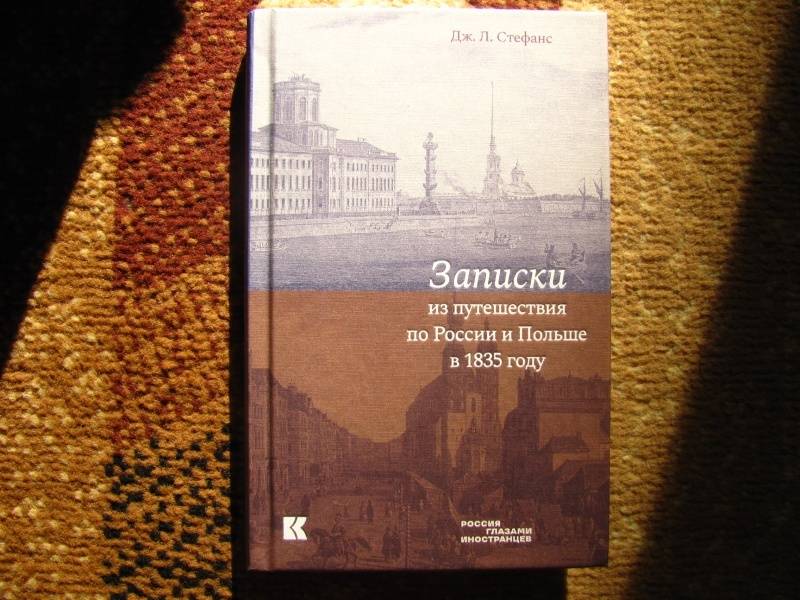 Дж. Л. Стефанс
Записки
из путешествия
по России и Польше
в 1835 году
РОССИЯ
ГЛАЗАМИ
ИНОСТРАНЦЕВ